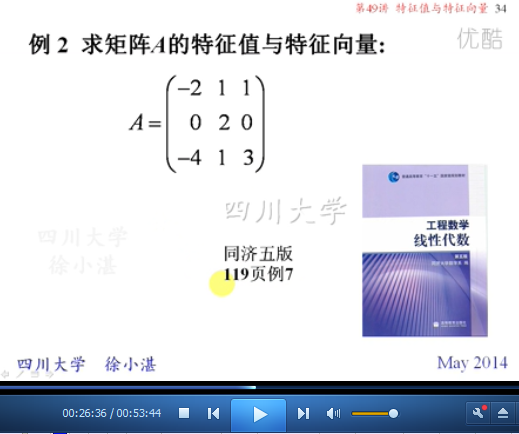 第49讲 特征值与特征向量 34
优酷
例 2 求矩阵A的特征值与特征向量:
A= -2 1 1
0 2 0
-4 1 3
四川大学
四川大学
徐小湛
同济五版
119页例7
工程数学
线性代数
四川大学 徐小湛
May 2014
00:26:36 / 00:53:44